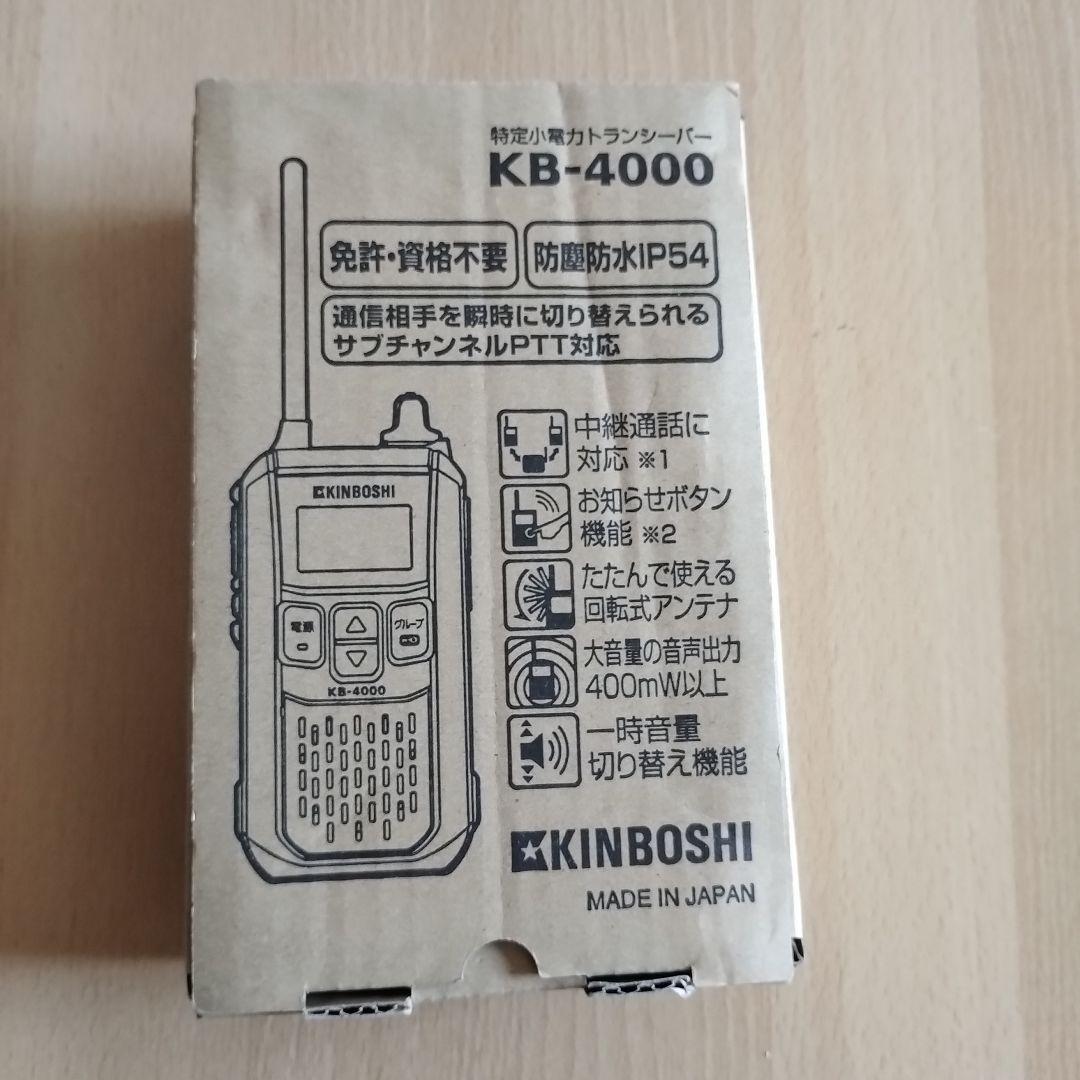 特定小電力トランシーバー
KB-4000
免許・資格不要
防塵防水IP54
通信相手を瞬時に切り替えられる
サブチャンネルPTT対応
中継通話に
対応 ※1
お知らせボタン
機能 ※2
たたんで使える
回転式アンテナ
大音量の音声出力
400mW以上
一時音量
切り替え機能
KINBOSHI
MADE IN JAPAN
KINBOSHI
電源
グループ
KB-4000